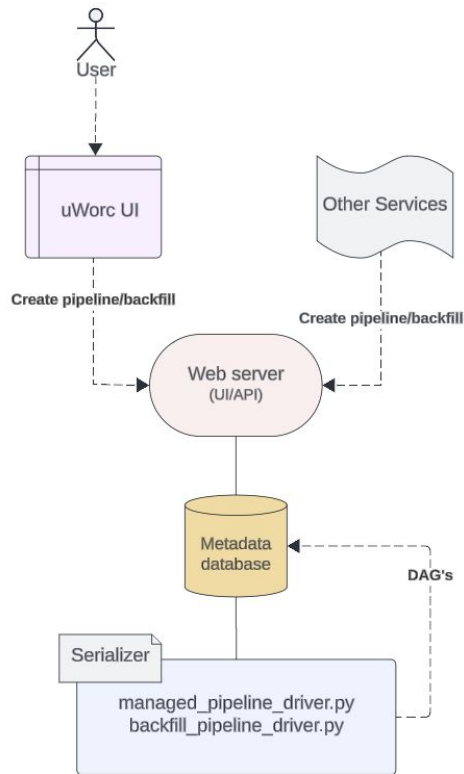 User
uWorc UI
Other Services
Create pipeline/backfill
Create pipeline/backfill
Web server
(UI/API)
Metadata
database
DAG's
Serializer
managed_pipeline_driver.py
backfill_pipeline_driver.py